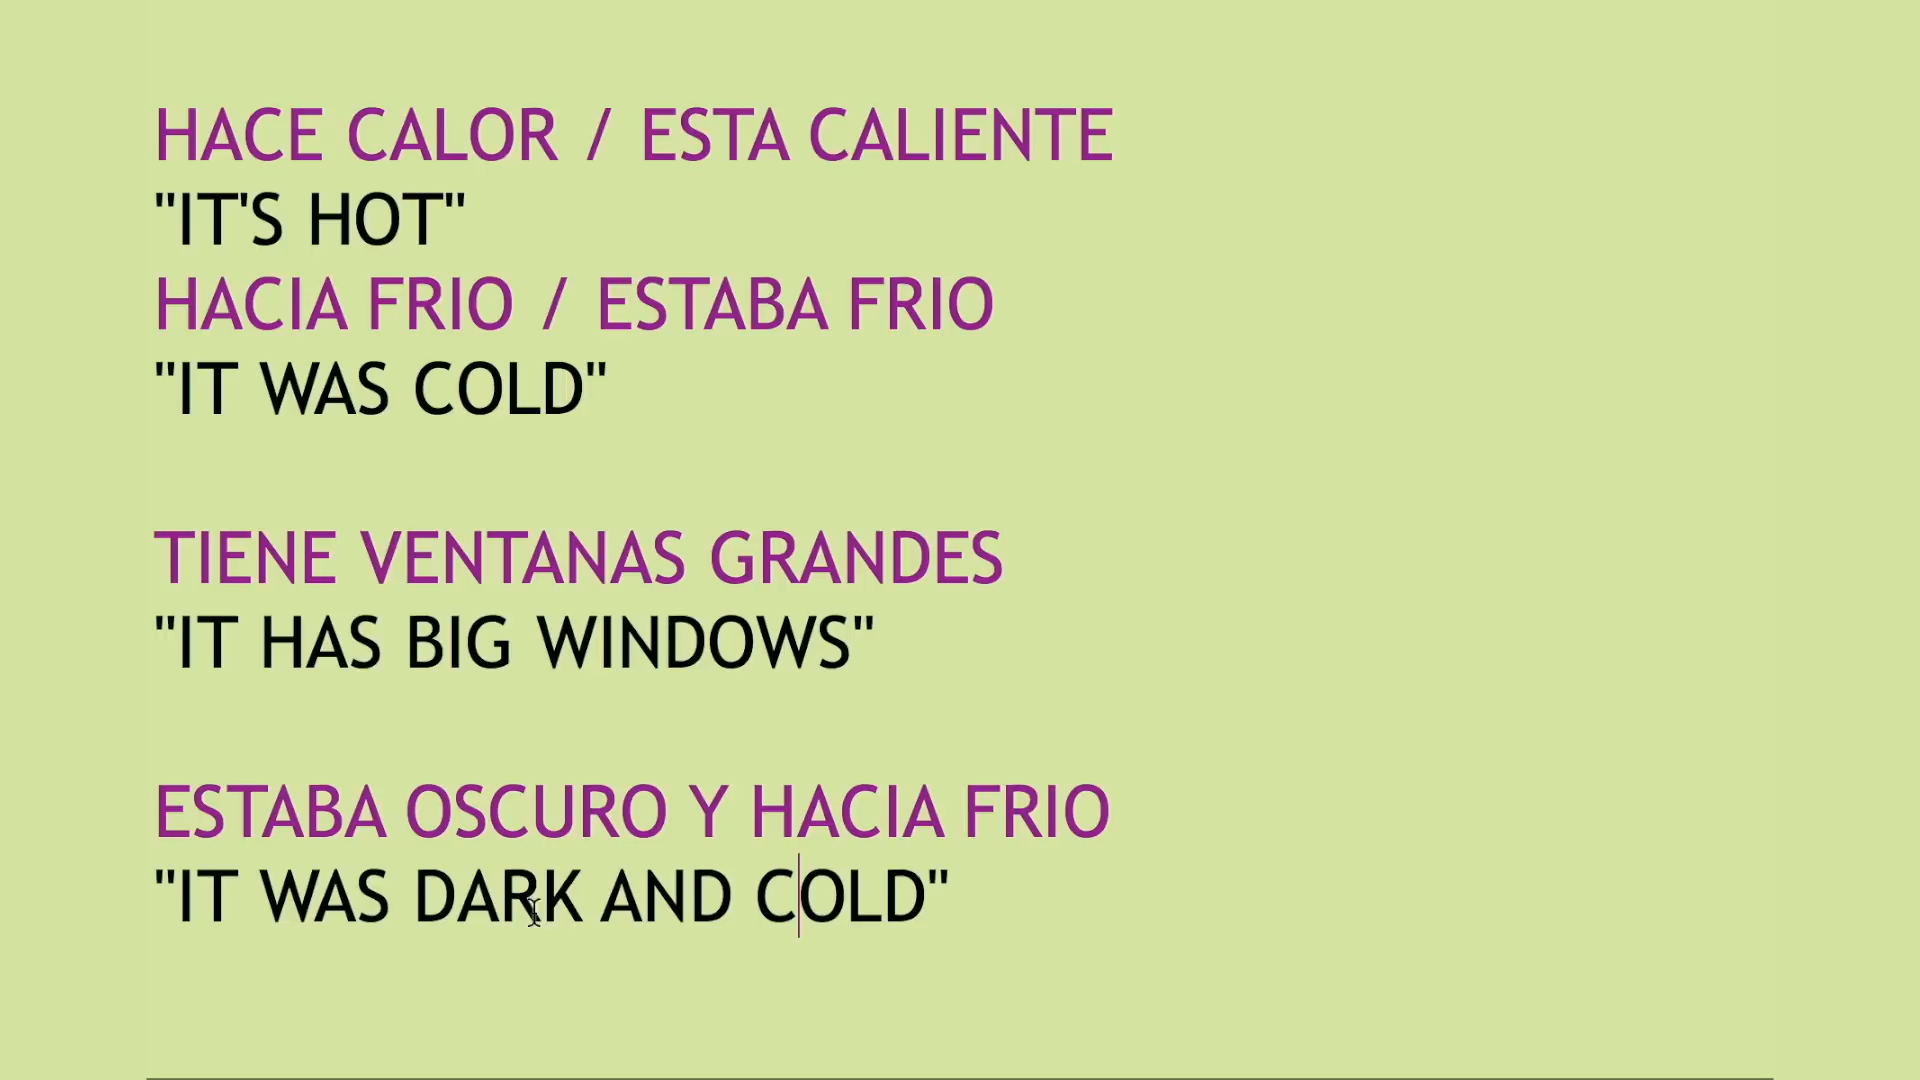 HACE CALOR / ESTA CALIENTE
"IT'S HOT"
HACIA FRIO / ESTABA FRIO
"IT WAS COLD"
TIENE VENTANAS GRANDES
"IT HAS BIG WINDOWS"
ESTABA OSCURO Y HACIA FRIO
"IT WAS DARK AND COLD"